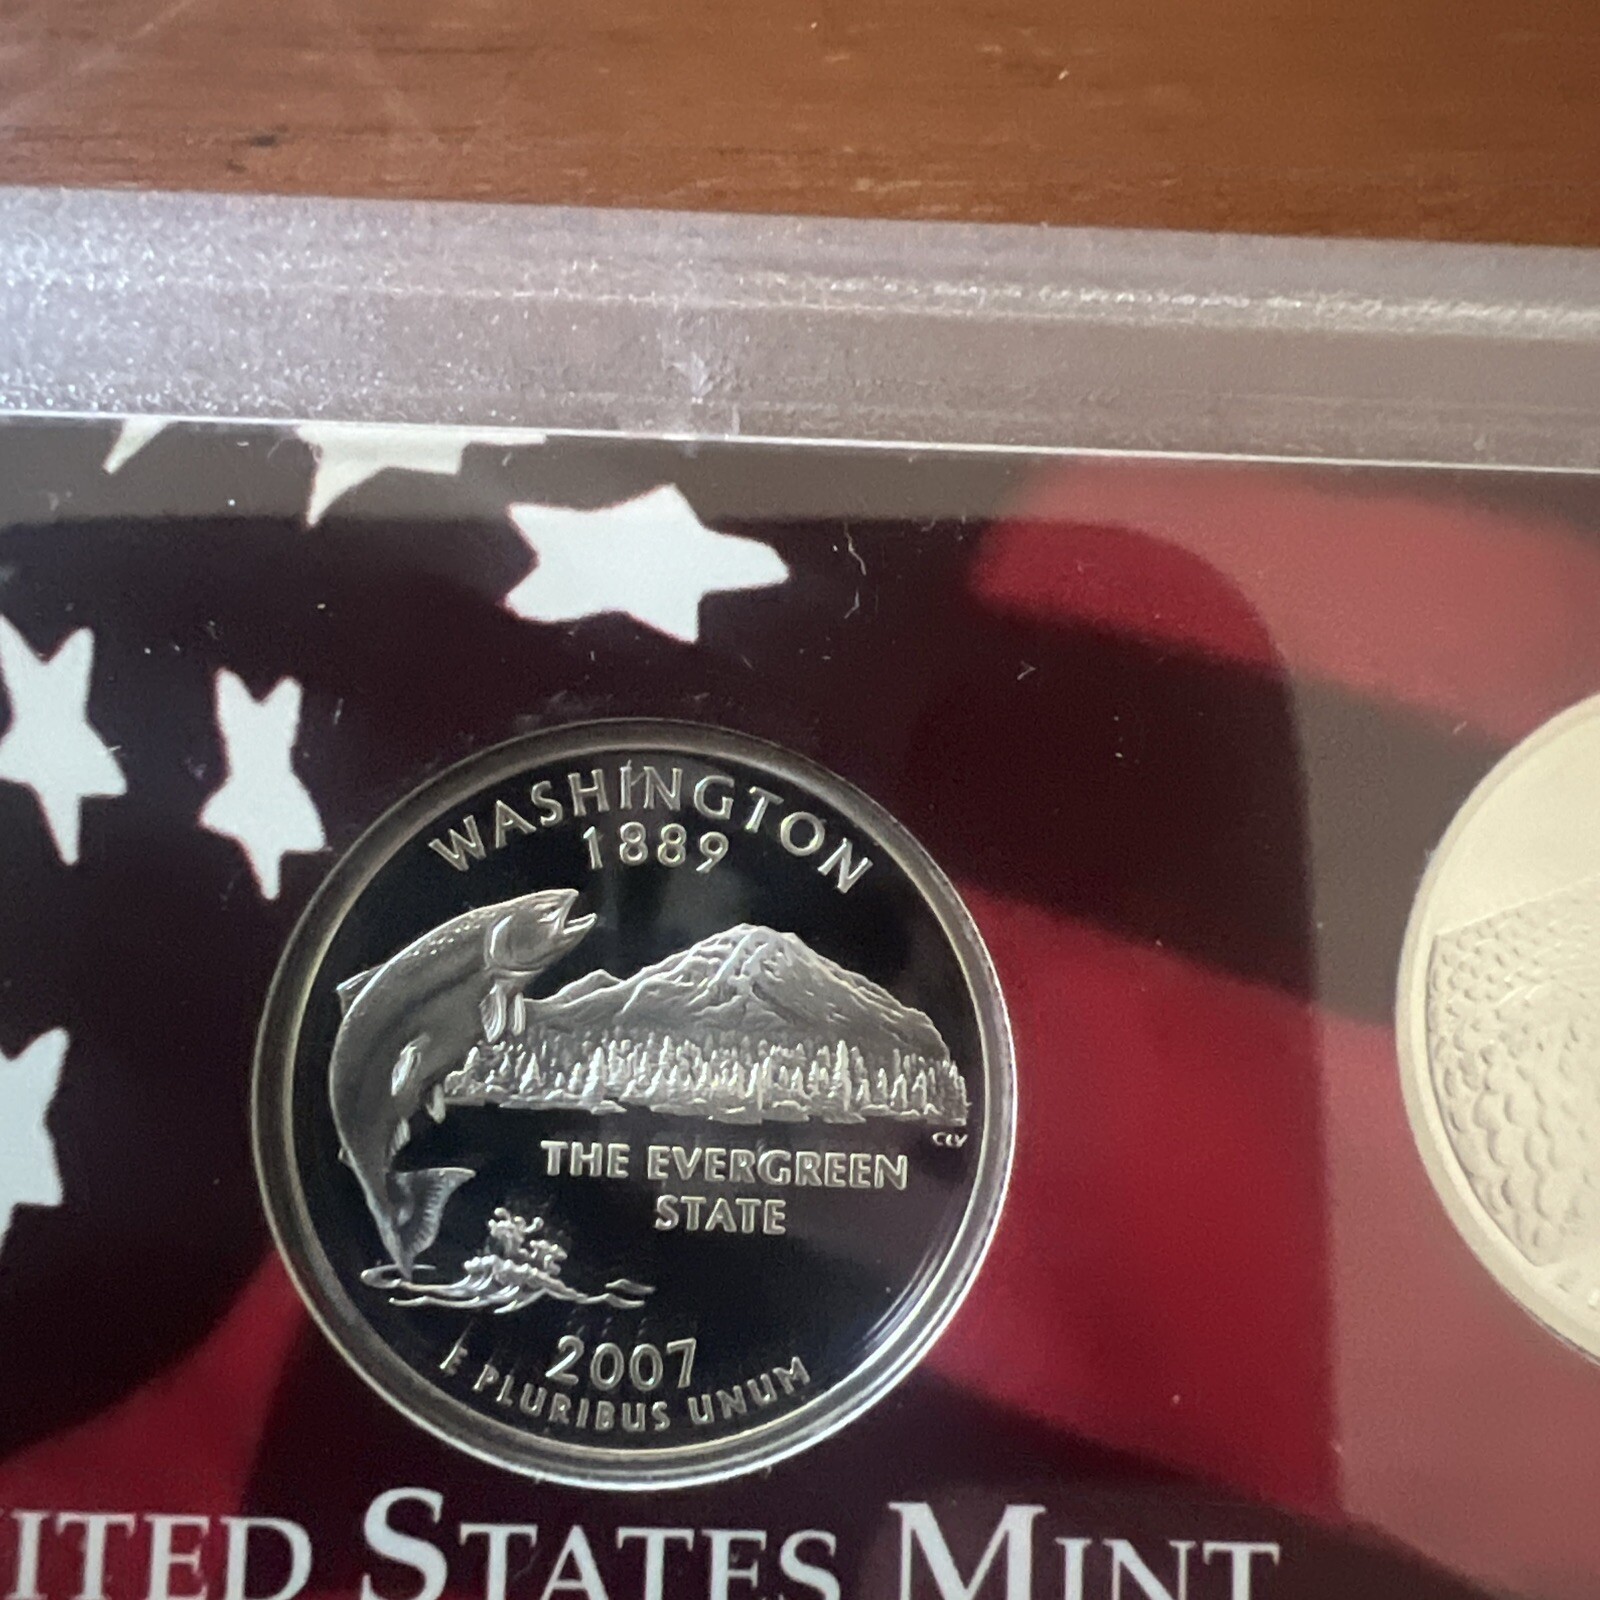 WASHINGTON
1889
CLV
THE EVERGREEN
STATE
2007
E PLURIBUS UNUM
ITED STATES MINT